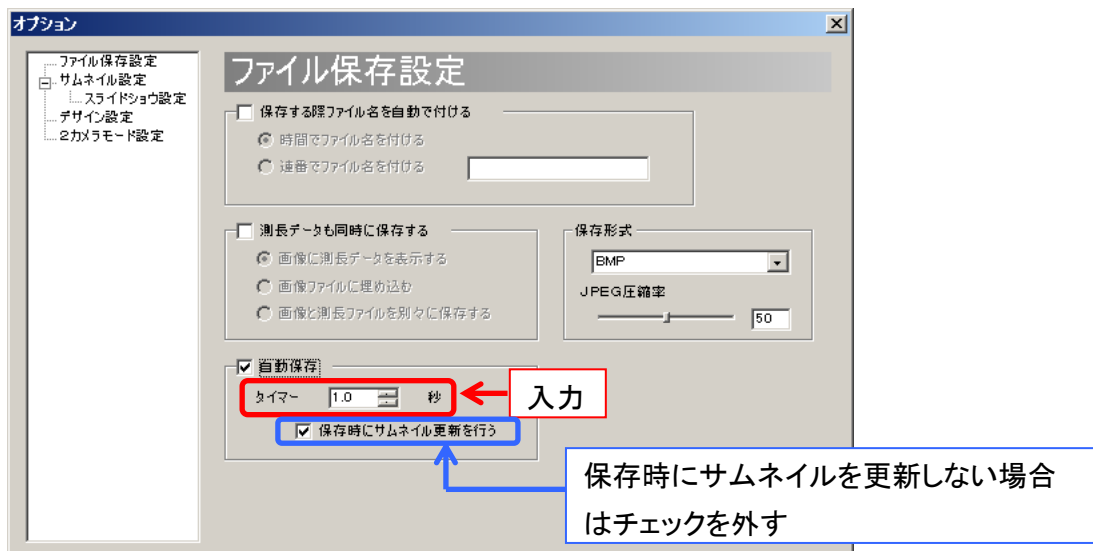 オプション
ファイル保存設定
サムネイル設定
スライドショウ設定
デザイン設定
2カメラモード設定
ファイル保存設定
保存する際ファイル名を自動で付ける
時間でファイル名を付ける
連番でファイル名を付ける
測長データも同時に保存する
画像に測長データを表示する
画像ファイルに埋め込む
画像と測長ファイルを別々に保存する
保存形式
BMP
JPEG圧縮率
50
自動保存
タイマー 1.0 秒
入力
保存時にサムネイル更新を行う
保存時にサムネイルを更新しない場合
はチェックを外す